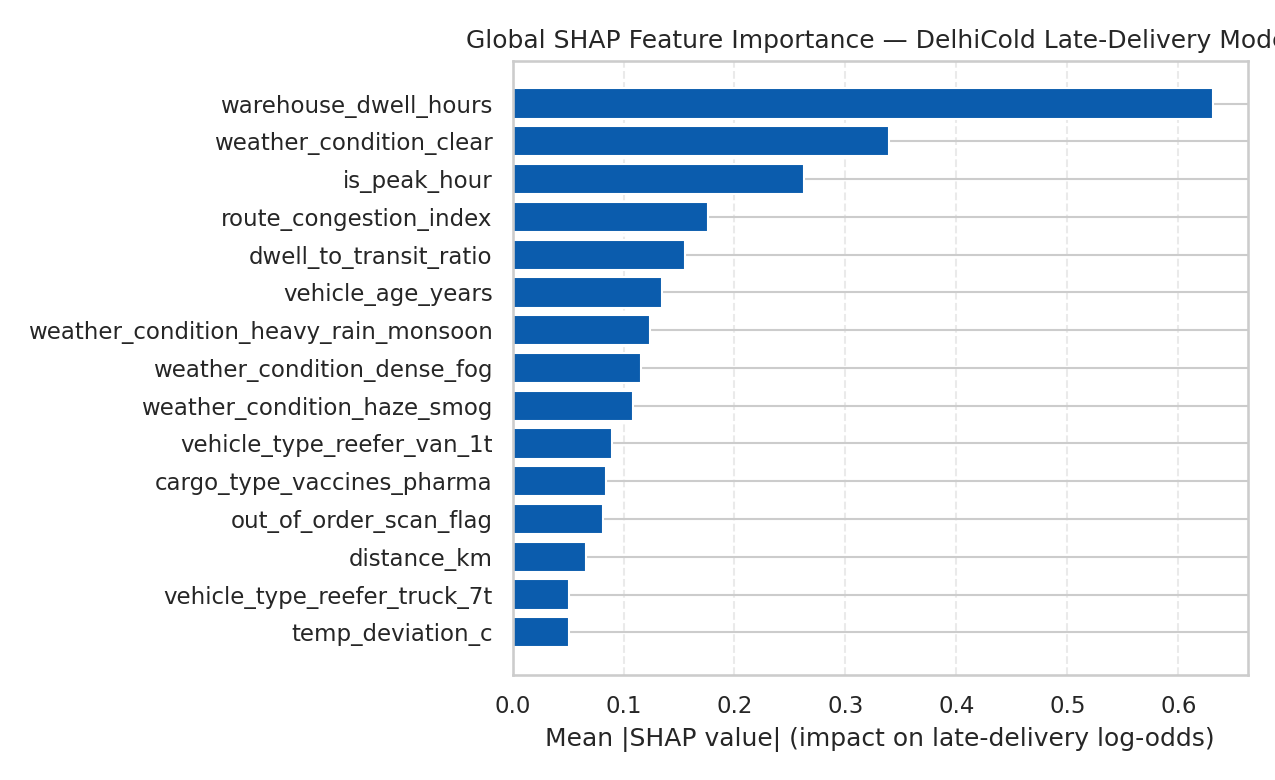 Global SHAP Feature Importance — DelhiCold Late-Delivery Mod
warehouse_dwell_hours
weather_condition_clear
is_peak_hour
route_congestion_index
dwell_to_transit_ratio
vehicle_age_years
weather_condition_heavy_rain_monsoon
weather_condition_dense_fog
weather_condition_haze_smog
vehicle_type_reefer_van_1t
cargo_type_vaccines_pharma
out_of_order_scan_flag
distance_km
vehicle_type_reefer_truck_7t
temp_deviation_c
0.0 0.1 0.2 0.3 0.4 0.5 0.6
Mean |SHAP value| (impact on late-delivery log-odds)